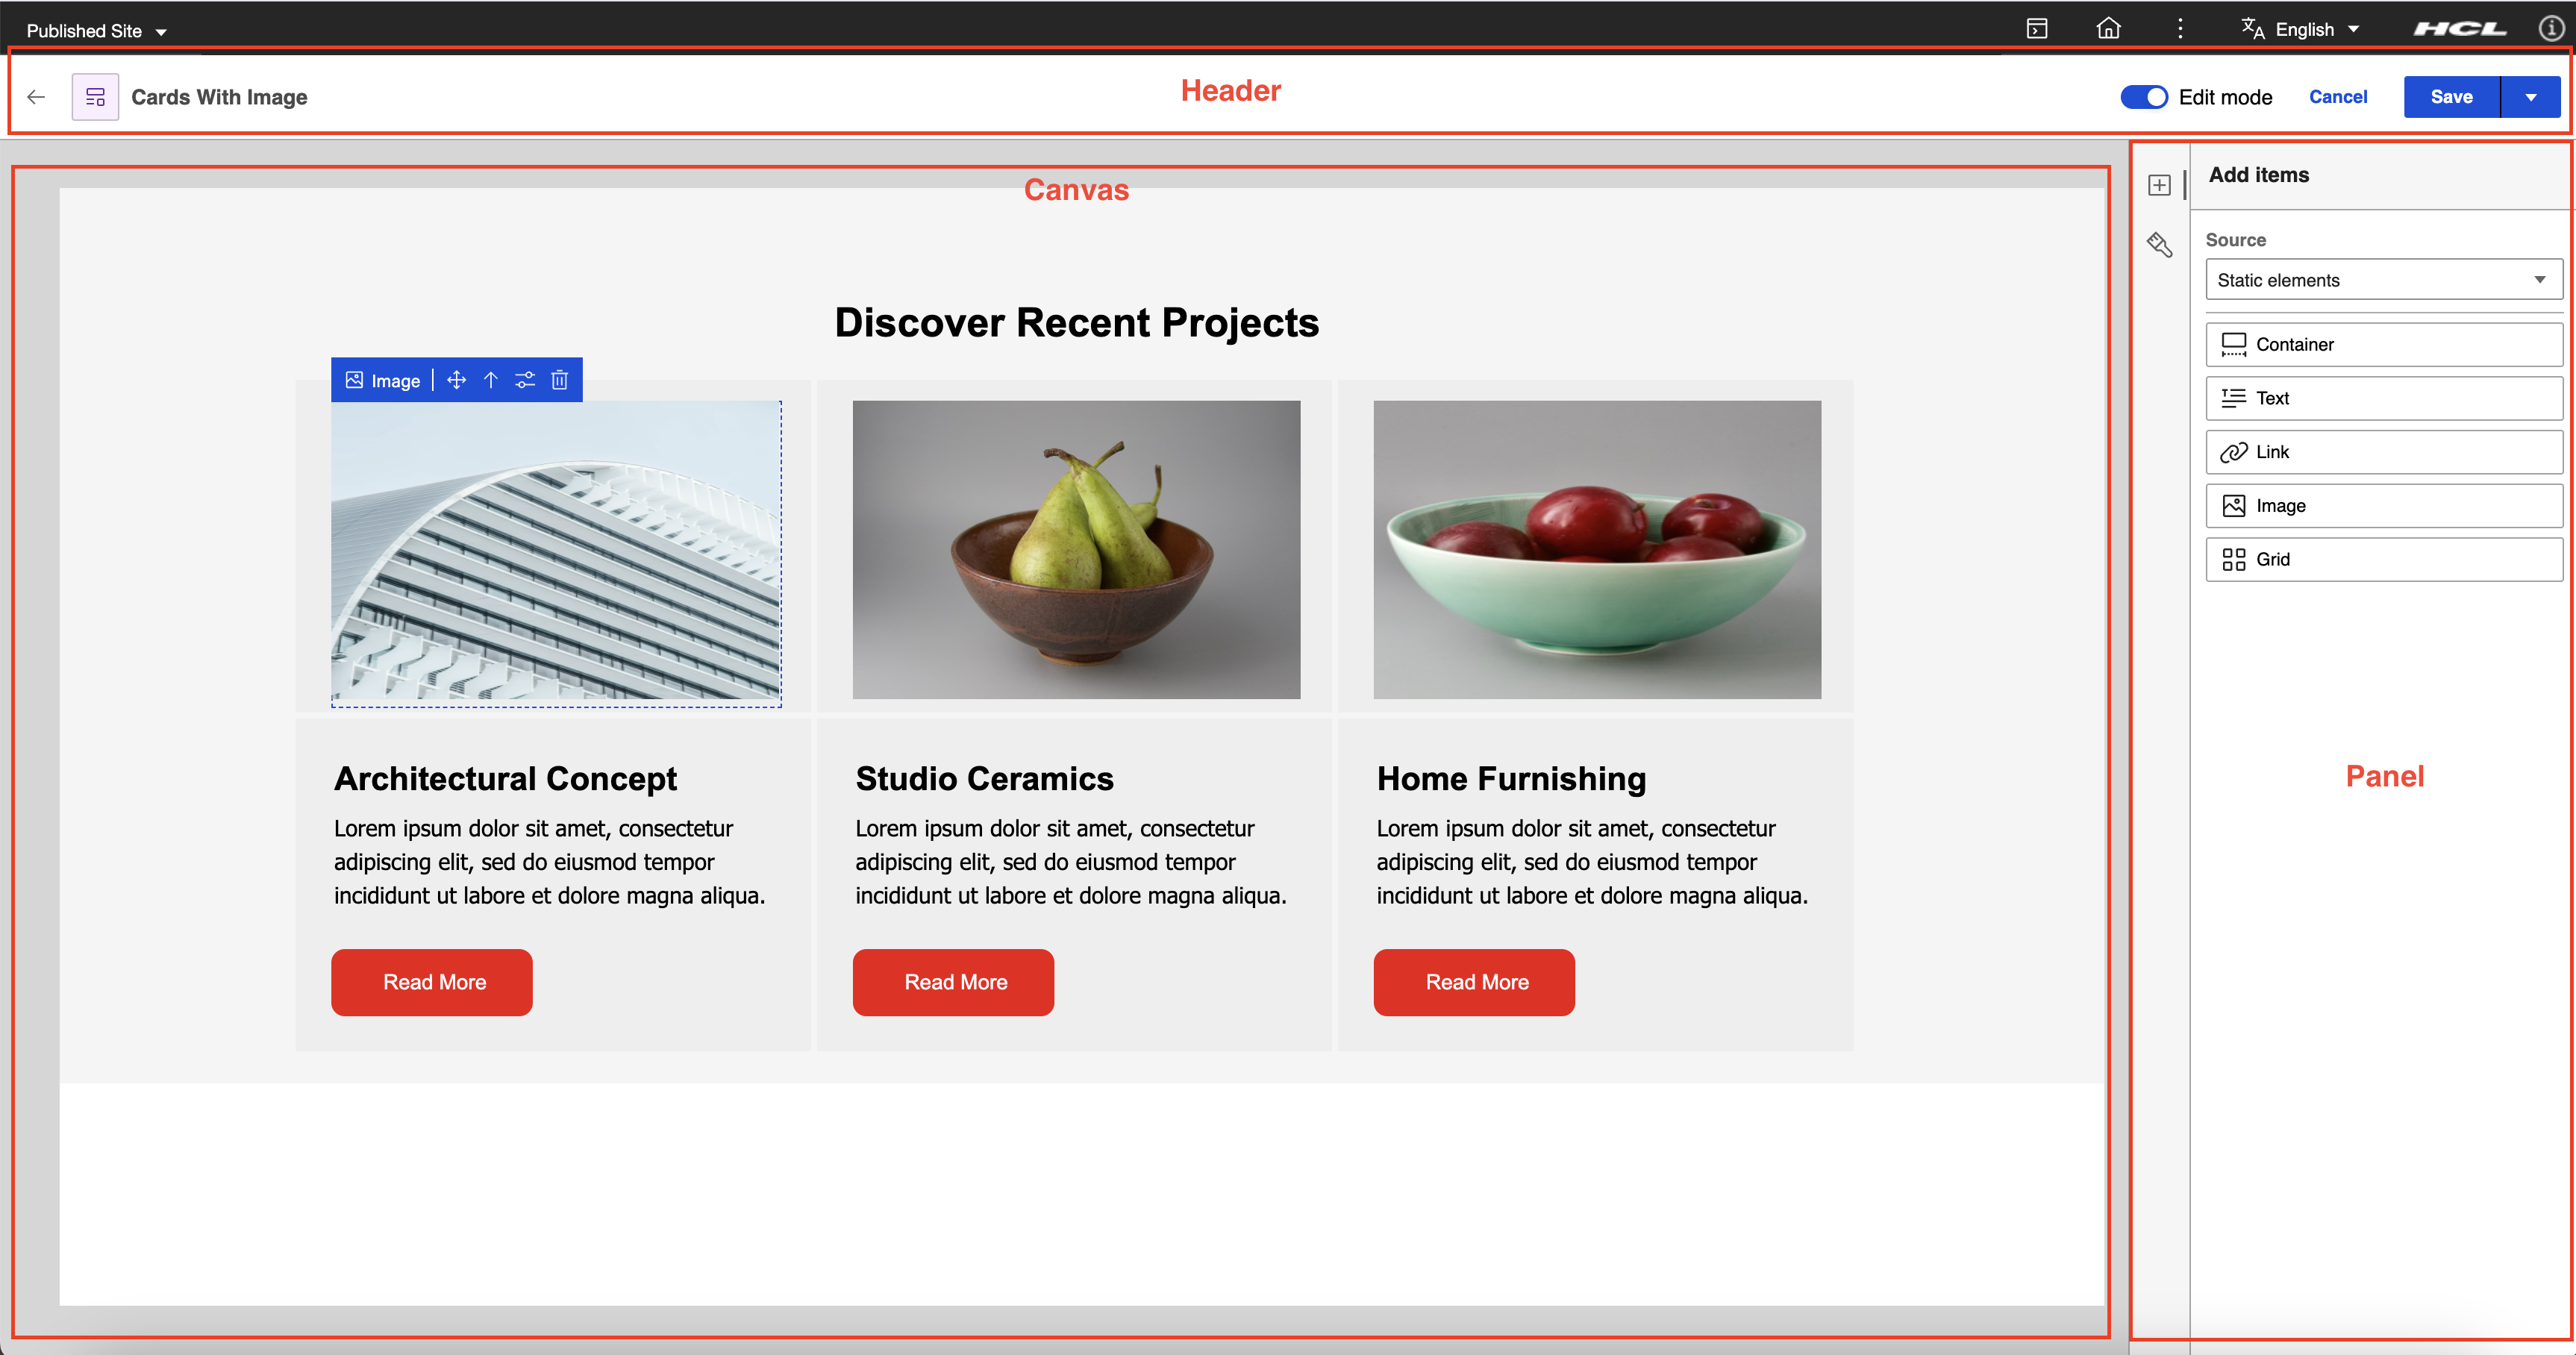 Published Site
English
HCL
Cards With Image
Header
Edit mode
Cancel
Save
Canvas
Discover Recent Projects
Image
Architectural Concept
Lorem ipsum dolor sit amet, consectetur
adipiscing elit, sed do eiusmod tempor
incididunt ut labore et dolore magna aliqua.
Read More
Studio Ceramics
Lorem ipsum dolor sit amet, consectetur
adipiscing elit, sed do eiusmod tempor
incididunt ut labore et dolore magna aliqua.
Read More
Home Furnishing
Lorem ipsum dolor sit amet, consectetur
adipiscing elit, sed do eiusmod tempor
incididunt ut labore et dolore magna aliqua.
Read More
Add items
Source
Static elements
Container
Text
Link
Image
Grid
Panel